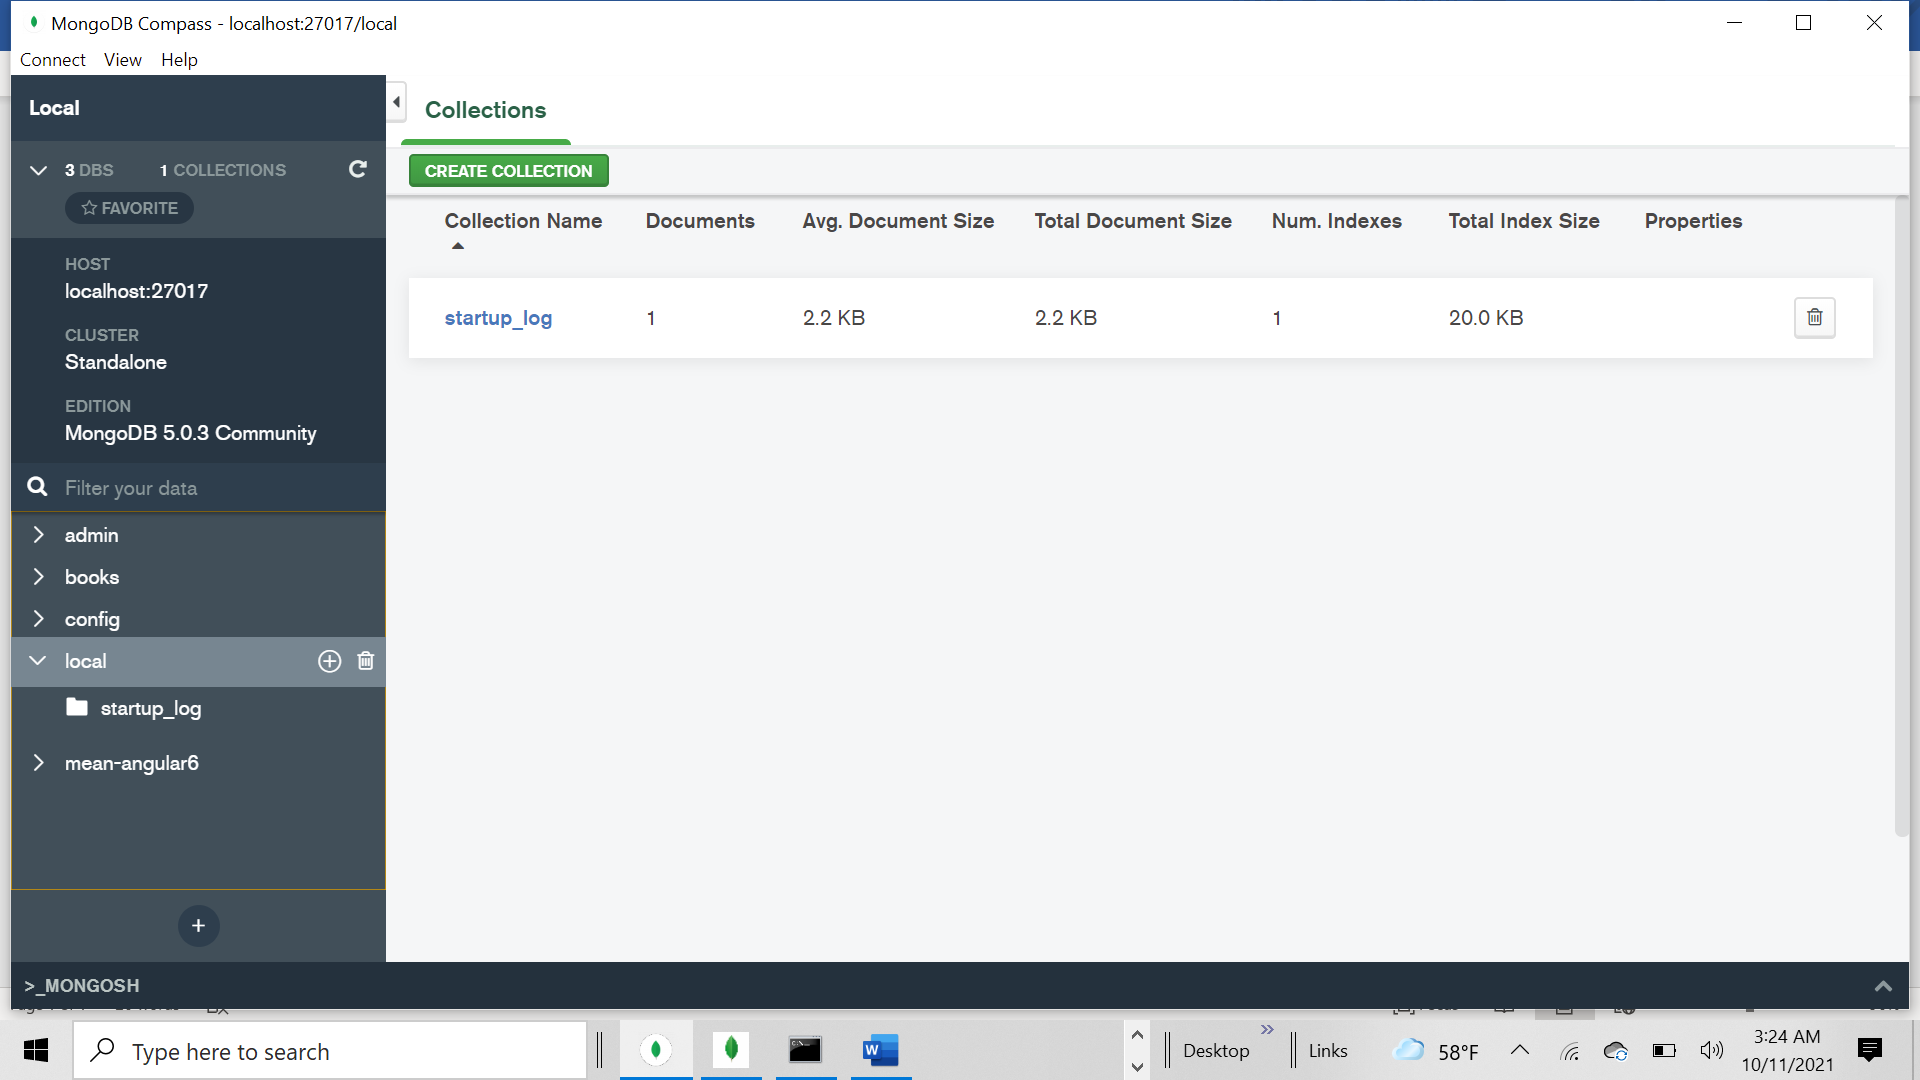 MongoDB Compass - localhost:27017/local
Connect View Help
Local
Collections
3 DBS 1 COLLECTIONS
FAVORITE
CREATE COLLECTION
Collection Name Documents Avg. Document Size Total Document Size Num. Indexes Total Index Size Properties
startup_log 1 2.2 KB 2.2 KB 1 20.0 KB
HOST
localhost:27017
CLUSTER
Standalone
EDITION
MongoDB 5.0.3 Community
Filter your data
admin
books
config
local
startup_log
mean-angular6
+
>_MONGOSH
Type here to search
W
Desktop
Links
58°F
3:24 AM
10/11/2021